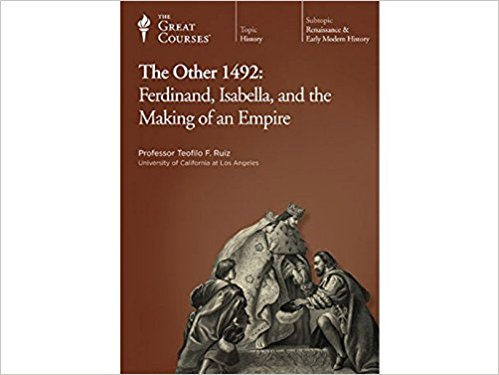 THE
GREAT
COURSES®
Topic
History
Subtopic
Renaissance &
Early Modern History
The Other 1492:
Ferdinand, Isabella, and the
Making of an Empire
Professor Teofilo F. Ruiz
University of California at Los Angeles